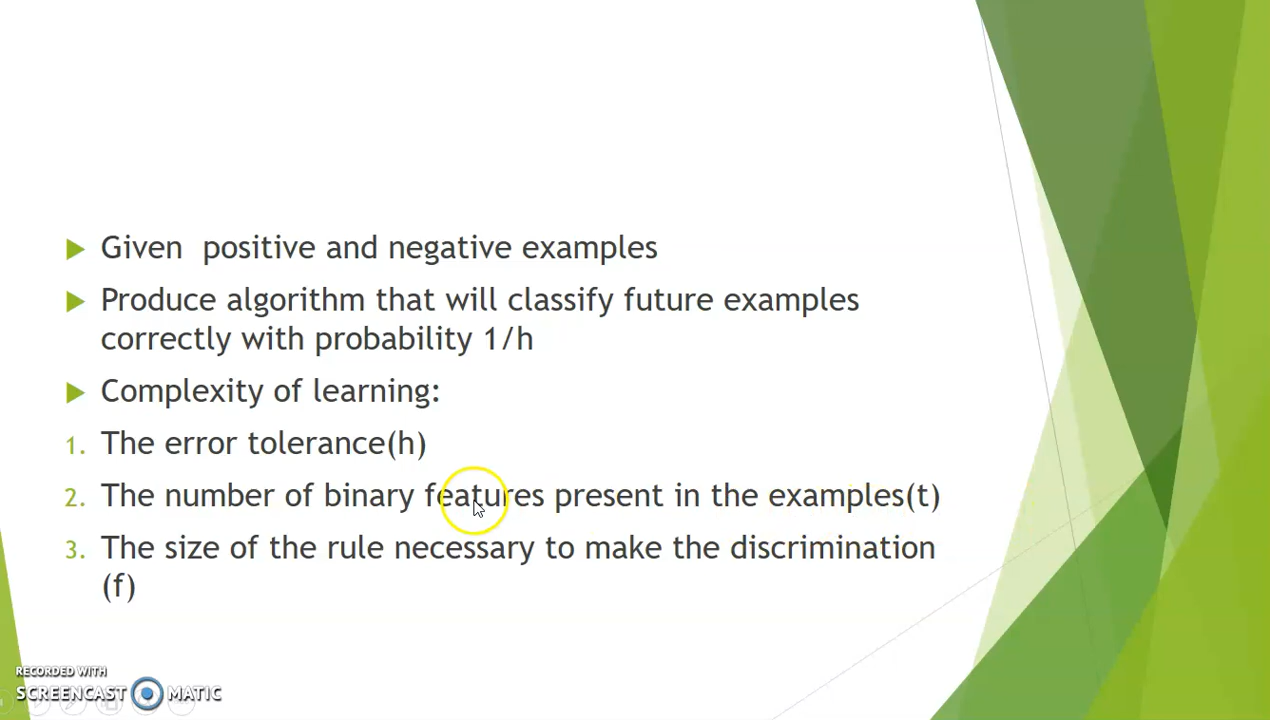 Given positive and negative examples
Produce algorithm that will classify future examples
correctly with probability 1/h
Complexity of learning:
1. The error tolerance(h)
2. The number of binary features present in the examples(t)
3. The size of the rule necessary to make the discrimination
(f)
RECORDED WITH
SCREENCAST MATIC